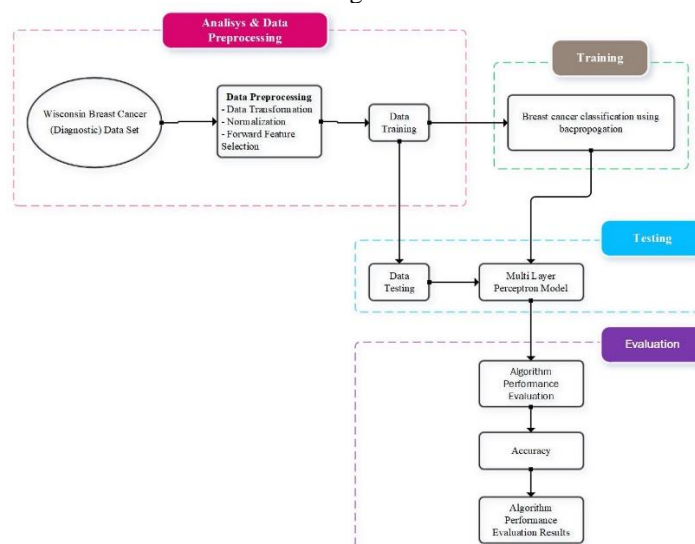 Analisys & Data
Preprocessing
Training
Wisconsin Breast Cancer
(Diagnostic) Data Set
Data Preprocessing
- Data Transformation
- Normalization
- Forward Feature
Selection
Data
Training
Breast cancer classification using
bacpropogation
Testing
Data
Testing
Multi Layer
Perceptron Model
Evaluation
Algorithm
Performance
Evaluation
Accuracy
Algorithm
Performance
Evaluation Results